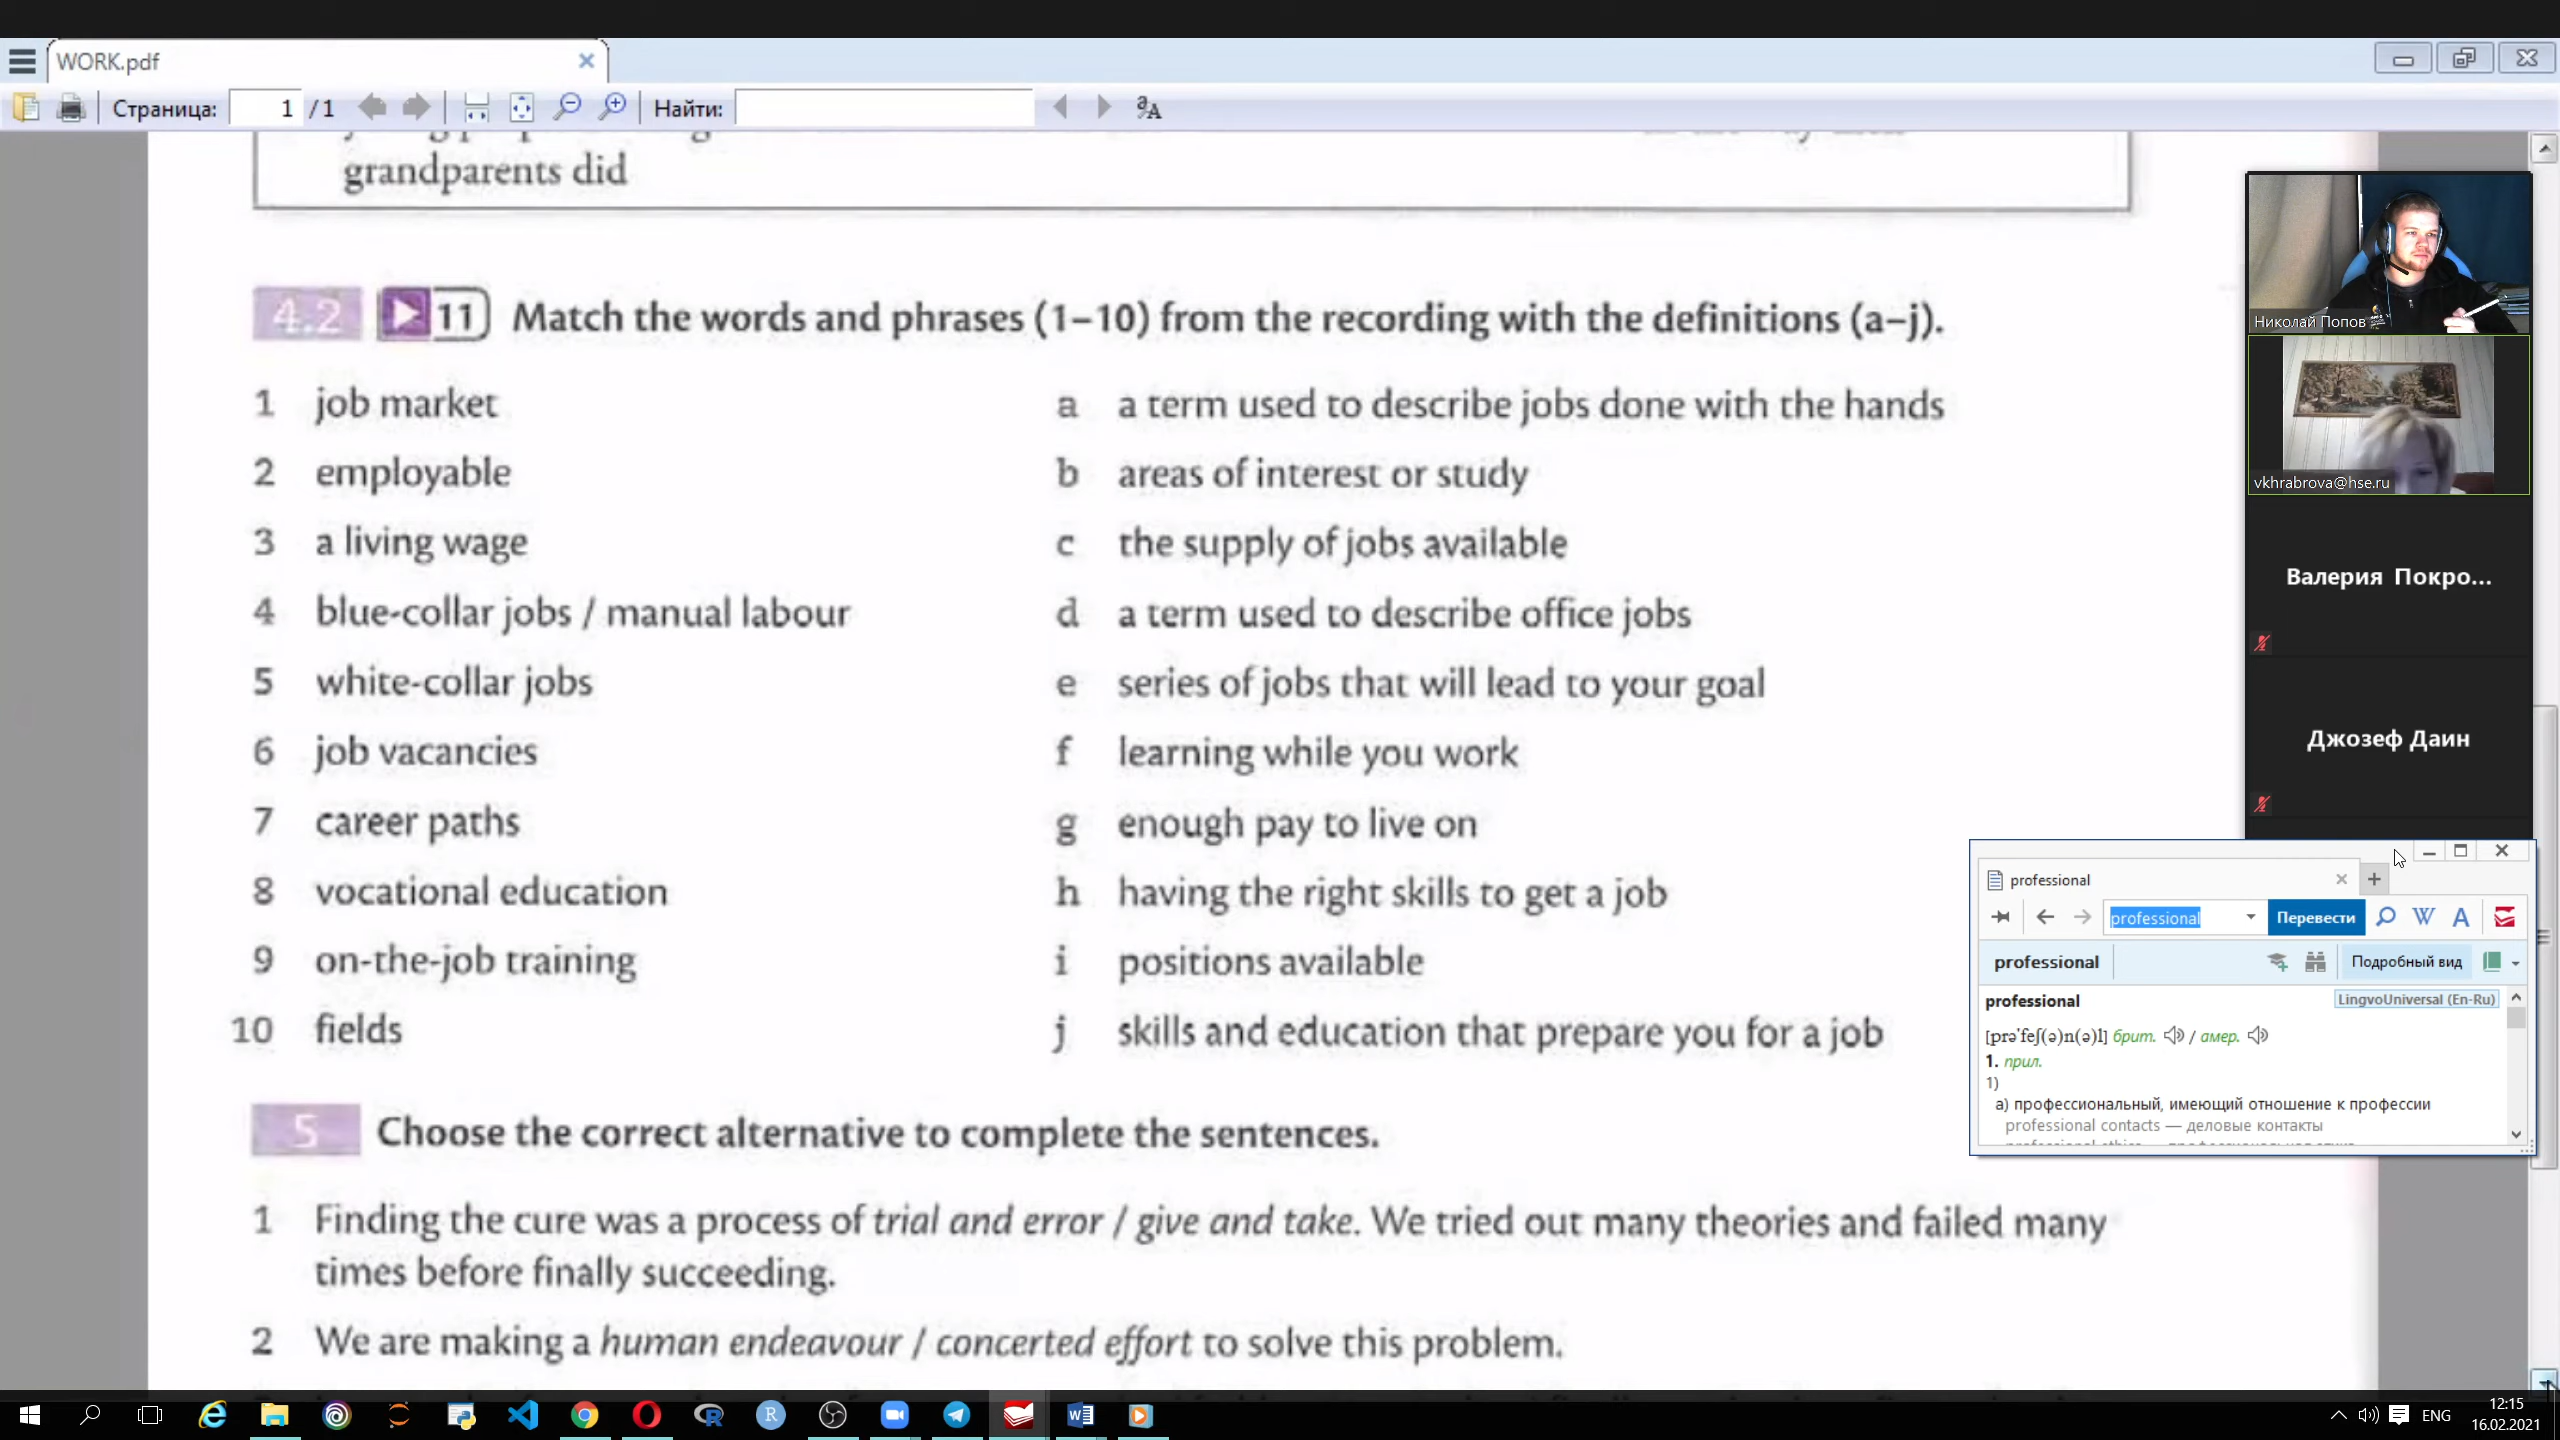 WORK.pdf
Страница: 1 / 1 Найти:
grandparents did
4.2 11 Match the words and phrases (1–10) from the recording with the definitions (a–j).
1 job market a a term used to describe jobs done with the hands
2 employable b areas of interest or study
3 a living wage c the supply of jobs available
4 blue-collar jobs / manual labour d a term used to describe office jobs
5 white-collar jobs e series of jobs that will lead to your goal
6 job vacancies f learning while you work
7 career paths g enough pay to live on
8 vocational education h having the right skills to get a job
9 on-the-job training i positions available
10 fields j skills and education that prepare you for a job
5 Choose the correct alternative to complete the sentences.
1 Finding the cure was a process of trial and error / give and take. We tried out many theories and failed many
times before finally succeeding.
2 We are making a human endeavour / concerted effort to solve this problem.
Николай Попов
vkhrabrova@hse.ru
Валерия Покро...
Джозеф Даин
professional
professional Перевести W A
professional Подробный вид
professional LingvoUniversal (En-Ru)
[prəˈfeʃ(ə)n(ə)l] брит. / амер.
1. прил.
1)
а) профессиональный, имеющий отношение к профессии
professional contacts — деловые контакты
ENG
12:15
16.02.2021